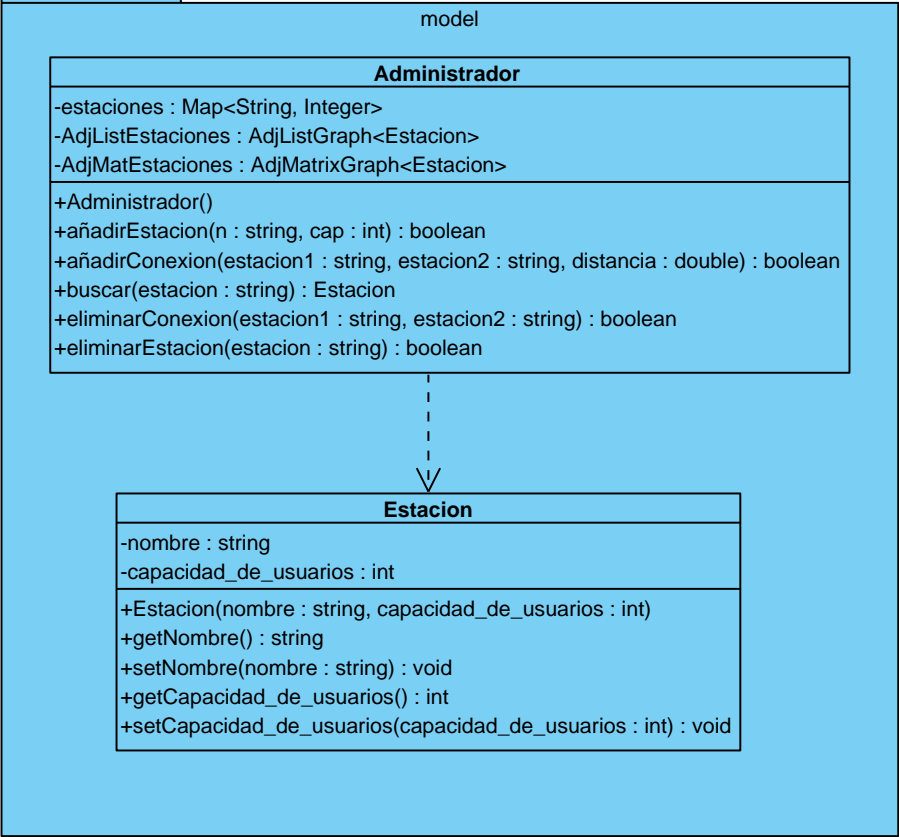 model
Administrador
-estaciones : Map<String, Integer>
-AdjListEstaciones : AdjListGraph<Estacion>
-AdjMatEstaciones : AdjMatrixGraph<Estacion>
+Administrador()
+añadirEstacion(n : string, cap : int) : boolean
+añadirConexion(estacion1 : string, estacion2 : string, distancia : double) : boolean
+buscar(estacion : string) : Estacion
+eliminarConexion(estacion1 : string, estacion2 : string) : boolean
+eliminarEstacion(estacion : string) : boolean
Estacion
-nombre : string
-capacidad_de_usuarios : int
+Estacion(nombre : string, capacidad_de_usuarios : int)
+getNombre() : string
+setNombre(nombre : string) : void
+getCapacidad_de_usuarios() : int
+setCapacidad_de_usuarios(capacidad_de_usuarios : int) : void